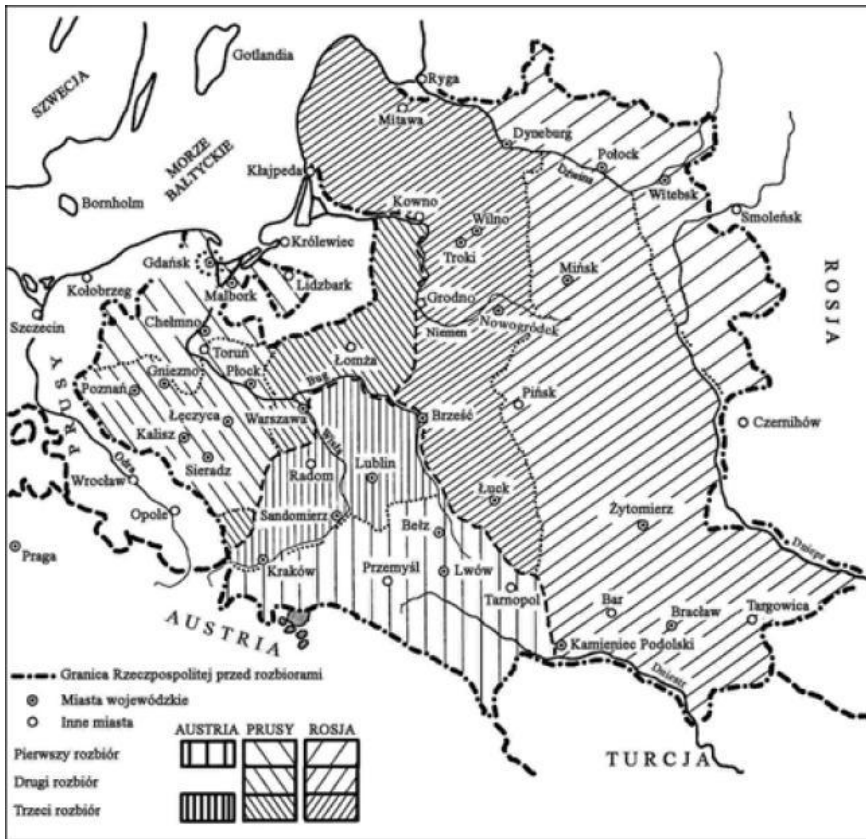 Gotlandia
SZWECJA
MORZE
BAŁTYCKIE
Bornholm
Ryga
Mitawa
Dyneburg
Połock
Dźwina
Witebsk
Smoleńsk
Kłajpeda
Kowno
Wilno
Troki
Królewiec
Gdańsk
Lidzbark
Malbork
Kołobrzeg
Szczecin
Mińsk
Grodno
Nowogródek
Niemen
ROSJA
Chełmno
Toruń
Łomża
PRUSY
Poznań
Gniezno
Płock
Bug
Pińsk
Brześć
Czernihów
Łęczyca
Warszawa
Kalisz
Wisła
Sieradz
Radom
Lublin
Odra
Wrocław
Opole
Łuck
Sandomierz
Bełz
Żytomierz
Praga
Kraków
Przemyśl
Lwów
Tarnopol
Dniepr
AUSTRIA
Bar
Bracław
Targowica
Kamieniec Podolski
Dniestr
TURCJA
Granica Rzeczpospolitej przed rozbiorami
Miasta wojewódzkie
Inne miasta
AUSTRIA PRUSY ROSJA
Pierwszy rozbiór
Drugi rozbiór
Trzeci rozbiór